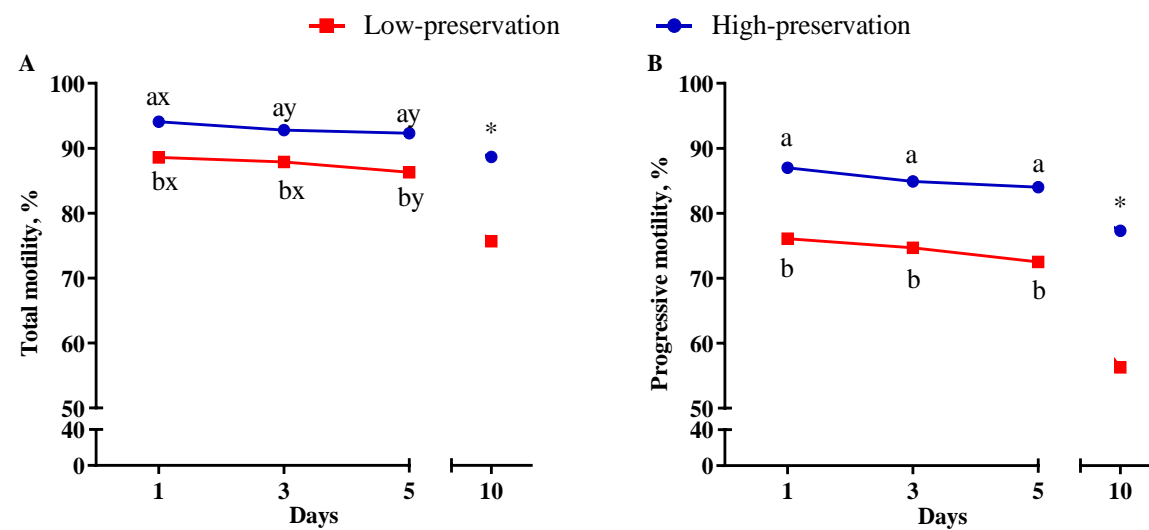 Low-preservation High-preservation
A
Total motility, %
100
90
80
70
60
50
40
0
ax ay ay *
bx bx by
1 3 5 10
Days
B
Progressive motility, %
100
90
80
70
60
50
40
0
a a a *
b b b
1 3 5 10
Days